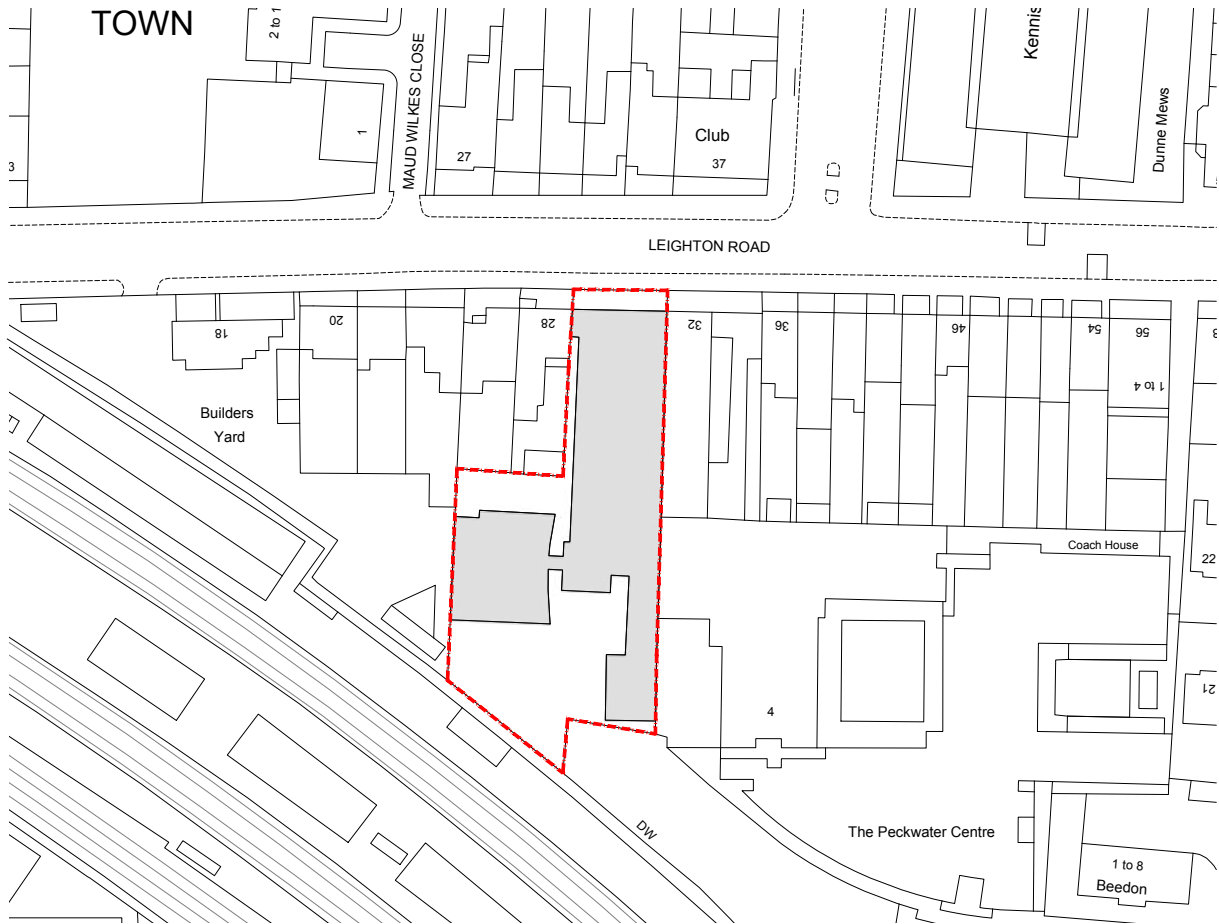 TOWN
2 to 1
MAUD WILKES CLOSE
Kennis
Dunne Mews
1
27
Club
37
3
LEIGHTON ROAD
18
20
28
32
36
46
54
56
1 to 4
Builders
Yard
Coach House
22
21
4
DW
The Peckwater Centre
1 to 8
Beedon